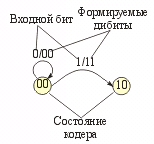 Входной бит
Формируемые
дибиты
0/00
1/11
00
10
Состояние
кодера